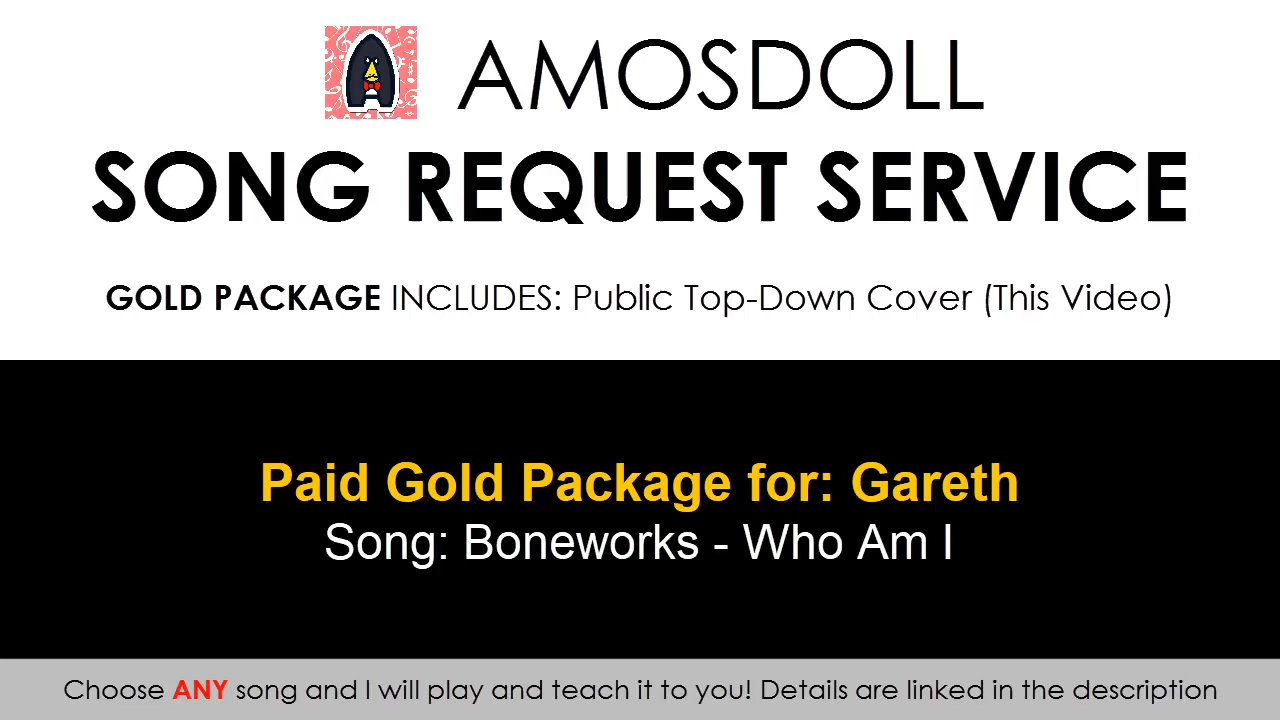 AMOSDOLL
SONG REQUEST SERVICE
GOLD PACKAGE INCLUDES: Public Top-Down Cover (This Video)
Paid Gold Package for: Gareth
Song: Boneworks - Who Am I
Choose ANY song and I will play and teach it to you! Details are linked in the description